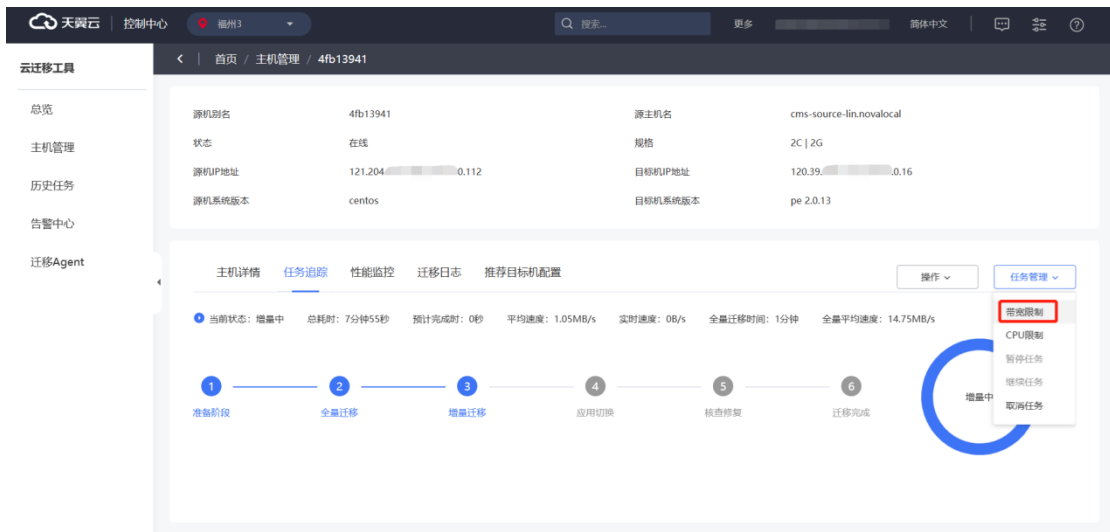 天翼云 控制中心 福州3 搜索... 更多 简体中文
云迁移工具
首页 / 主机管理 / 4fb13941
总览
主机管理
历史任务
告警中心
迁移Agent
源机别名 4fb13941 源主机名 cms-source-lin.novalocal
状态 在线 规格 2C | 2G
源机IP地址 121.204. 0.112 目标机IP地址 120.39. .0.16
源机系统版本 centos 目标机系统版本 pe 2.0.13
主机详情 任务追踪 性能监控 迁移日志 推荐目标机配置 操作 任务管理
当前状态：增量中 总耗时：7分钟55秒 预计完成时：0秒 平均速度：1.05MB/s 实时速度：0B/s 全量迁移时间：1分钟 全量平均速度：14.75MB/s
带宽限制
CPU限制
暂停任务
继续任务
取消任务
1 2 3 4 5 6
准备阶段 全量迁移 增量迁移 应用切换 核查修复 迁移完成
增量中